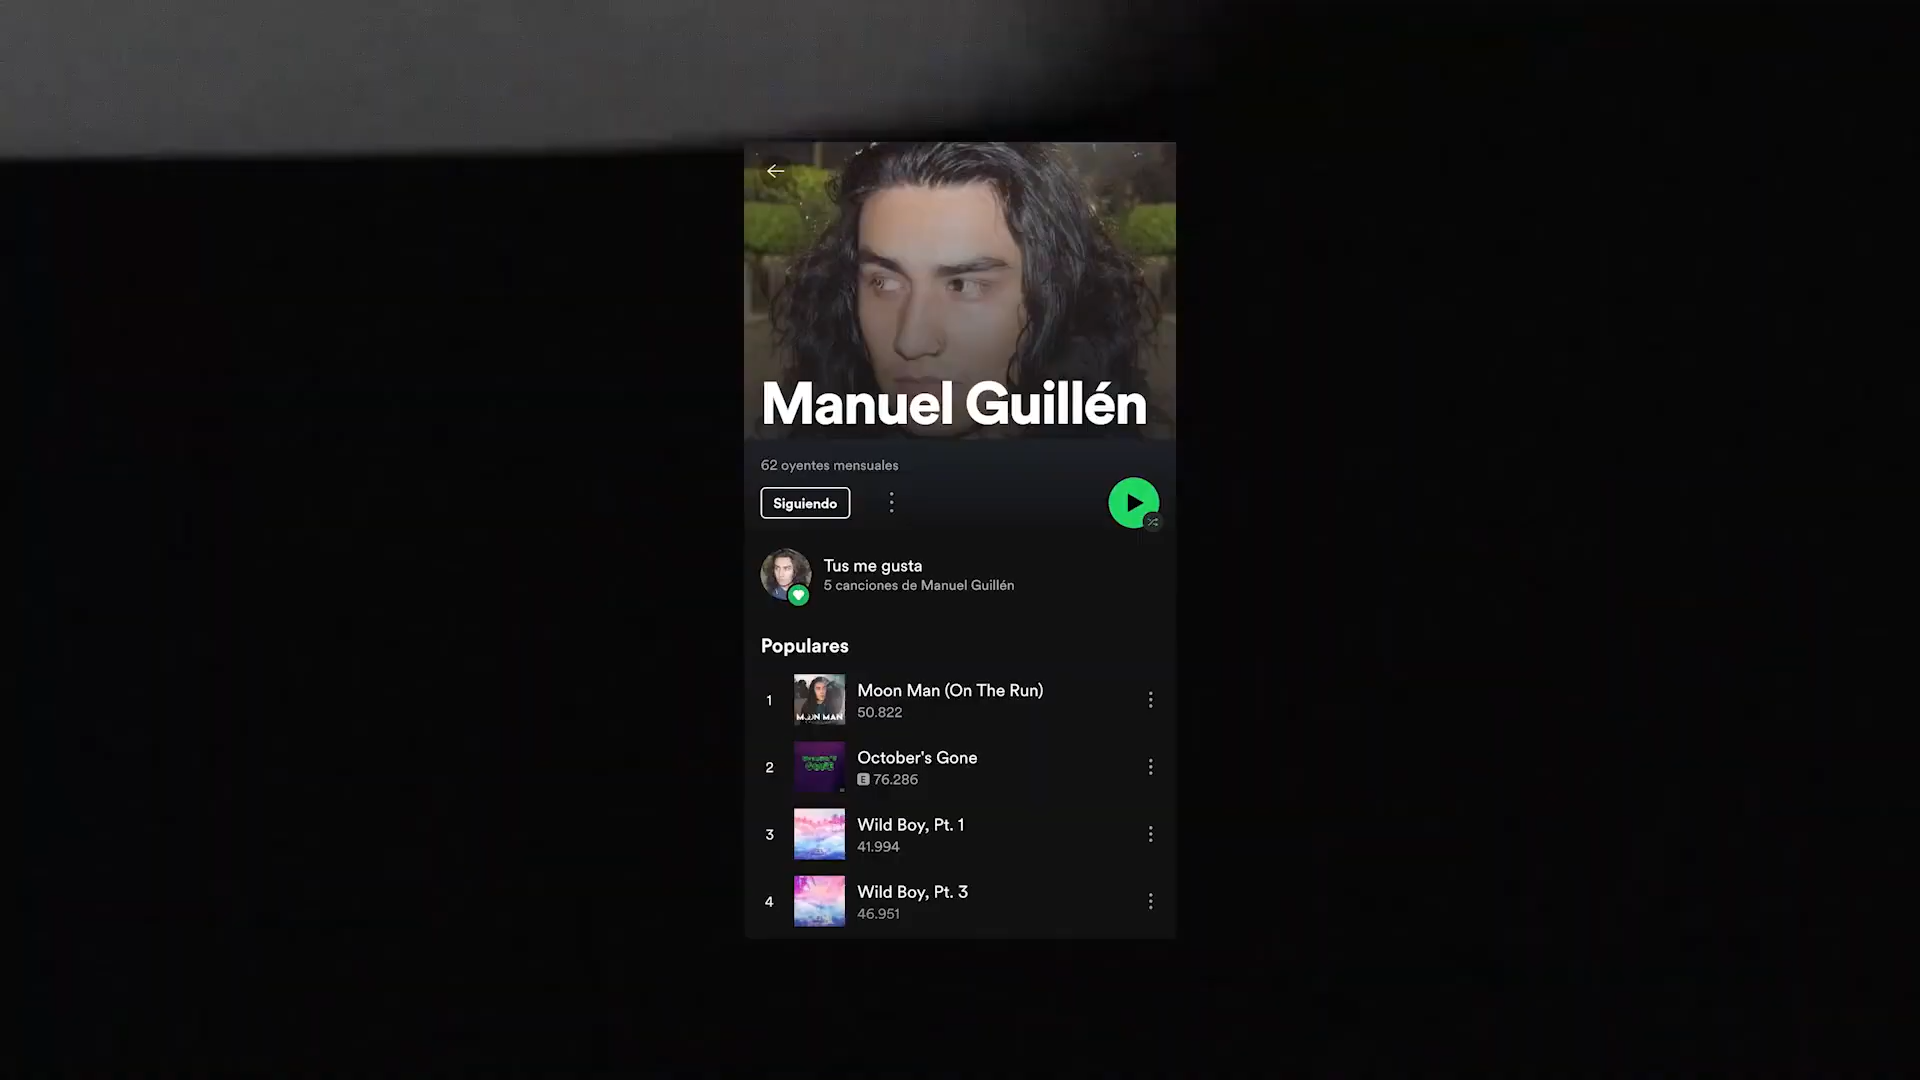 Manuel Guillén
62 oyentes mensuales
Siguiendo
Tus me gusta
5 canciones de Manuel Guillén
Populares
1
MOON MAN
Moon Man (On The Run)
50.822
2
October's Gone
E 76.286
3
Wild Boy, Pt. 1
41.994
4
Wild Boy, Pt. 3
46.951